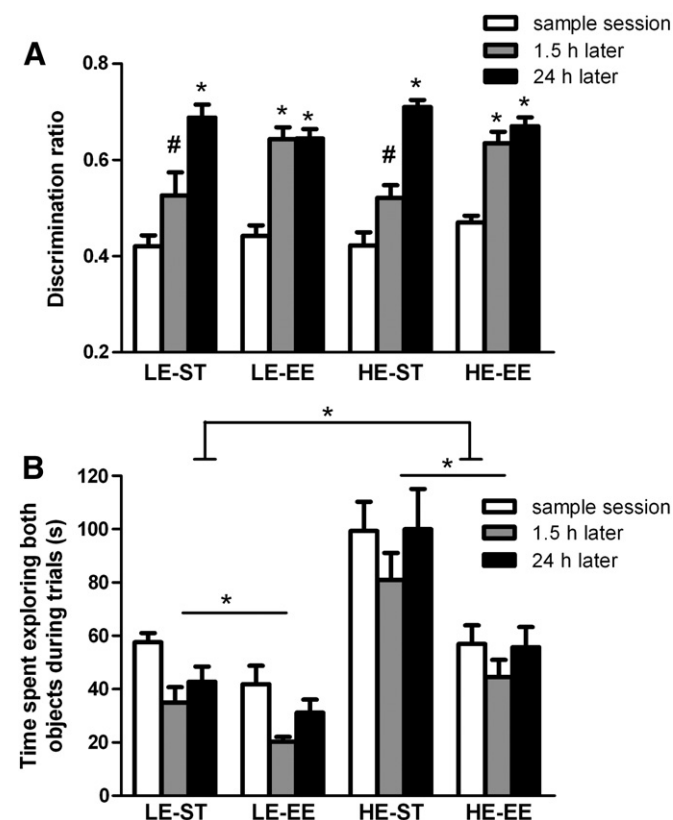 A
sample session
1.5 h later
24 h later
Discrimination ratio
0.8
0.6
0.4
0.2
* # * * * # * * *
LE-ST LE-EE HE-ST HE-EE
*
B
*
sample session
1.5 h later
24 h later
Time spent exploring both
objects during trials (s)
120
100
80
60
40
20
0
*
LE-ST LE-EE HE-ST HE-EE